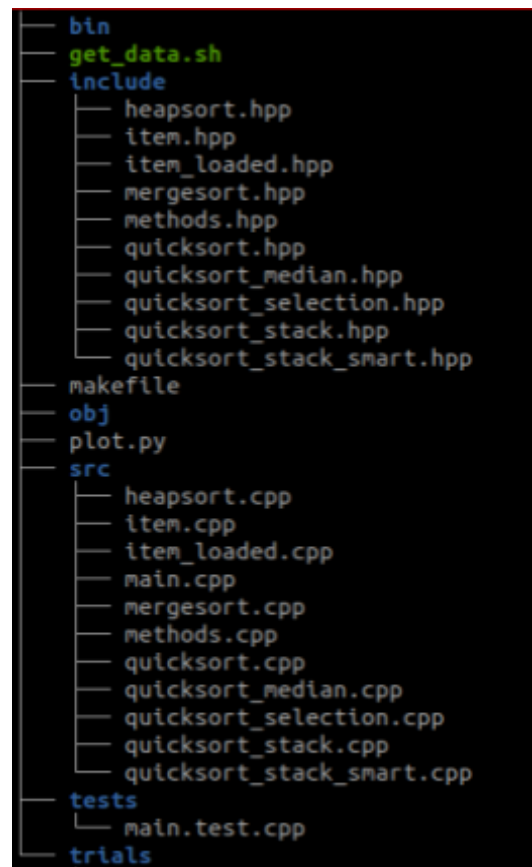 bin
get_data.sh
include
heapsort.hpp
item.hpp
item_loaded.hpp
mergesort.hpp
methods.hpp
quicksort.hpp
quicksort_median.hpp
quicksort_selection.hpp
quicksort_stack.hpp
quicksort_stack_smart.hpp
makefile
obj
plot.py
src
heapsort.cpp
item.cpp
item_loaded.cpp
main.cpp
mergesort.cpp
methods.cpp
quicksort.cpp
quicksort_median.cpp
quicksort_selection.cpp
quicksort_stack.cpp
quicksort_stack_smart.cpp
tests
main.test.cpp
trials